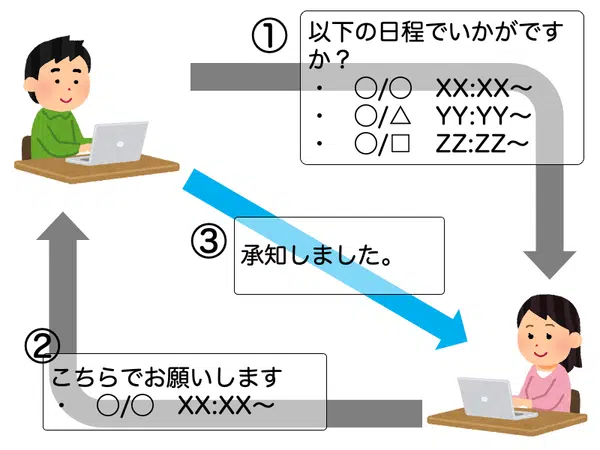 ①
以下の日程でいかがです
か？
・　○/○　XX:XX～
・　○/△　YY:YY～
・　○/□　ZZ:ZZ～
③
承知しました。
②
こちらでお願いします
・　○/○　XX:XX～